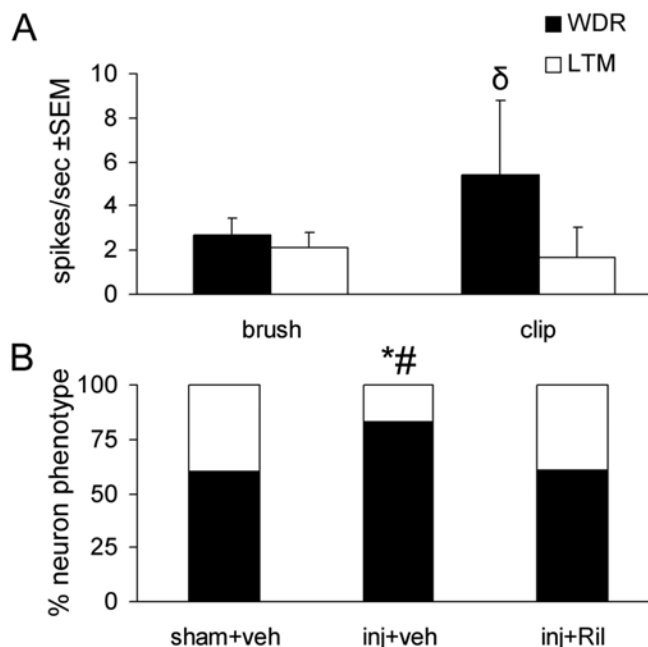 A
WDR
LTM
spikes/sec ±SEM
10
8
6
4
2
0
δ
brush
clip
B
% neuron phenotype
100
75
50
25
0
*#
sham+veh
inj+veh
inj+Ril